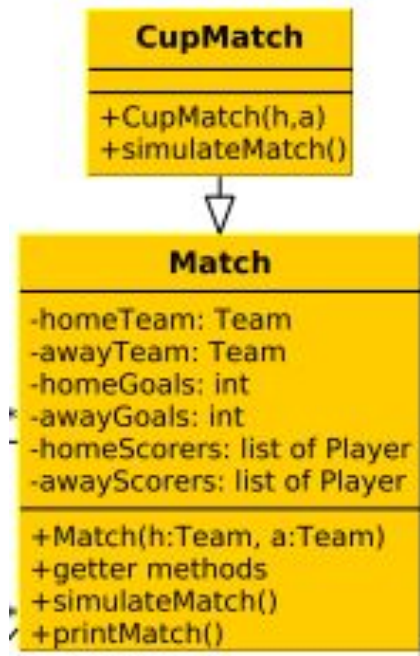 CupMatch
+CupMatch(h,a)
+simulateMatch()
Match
-homeTeam: Team
-awayTeam: Team
-homeGoals: int
-awayGoals: int
-homeScorers: list of Player
-awayScorers: list of Player
+Match(h:Team, a:Team)
+getter methods
+simulateMatch()
+printMatch()